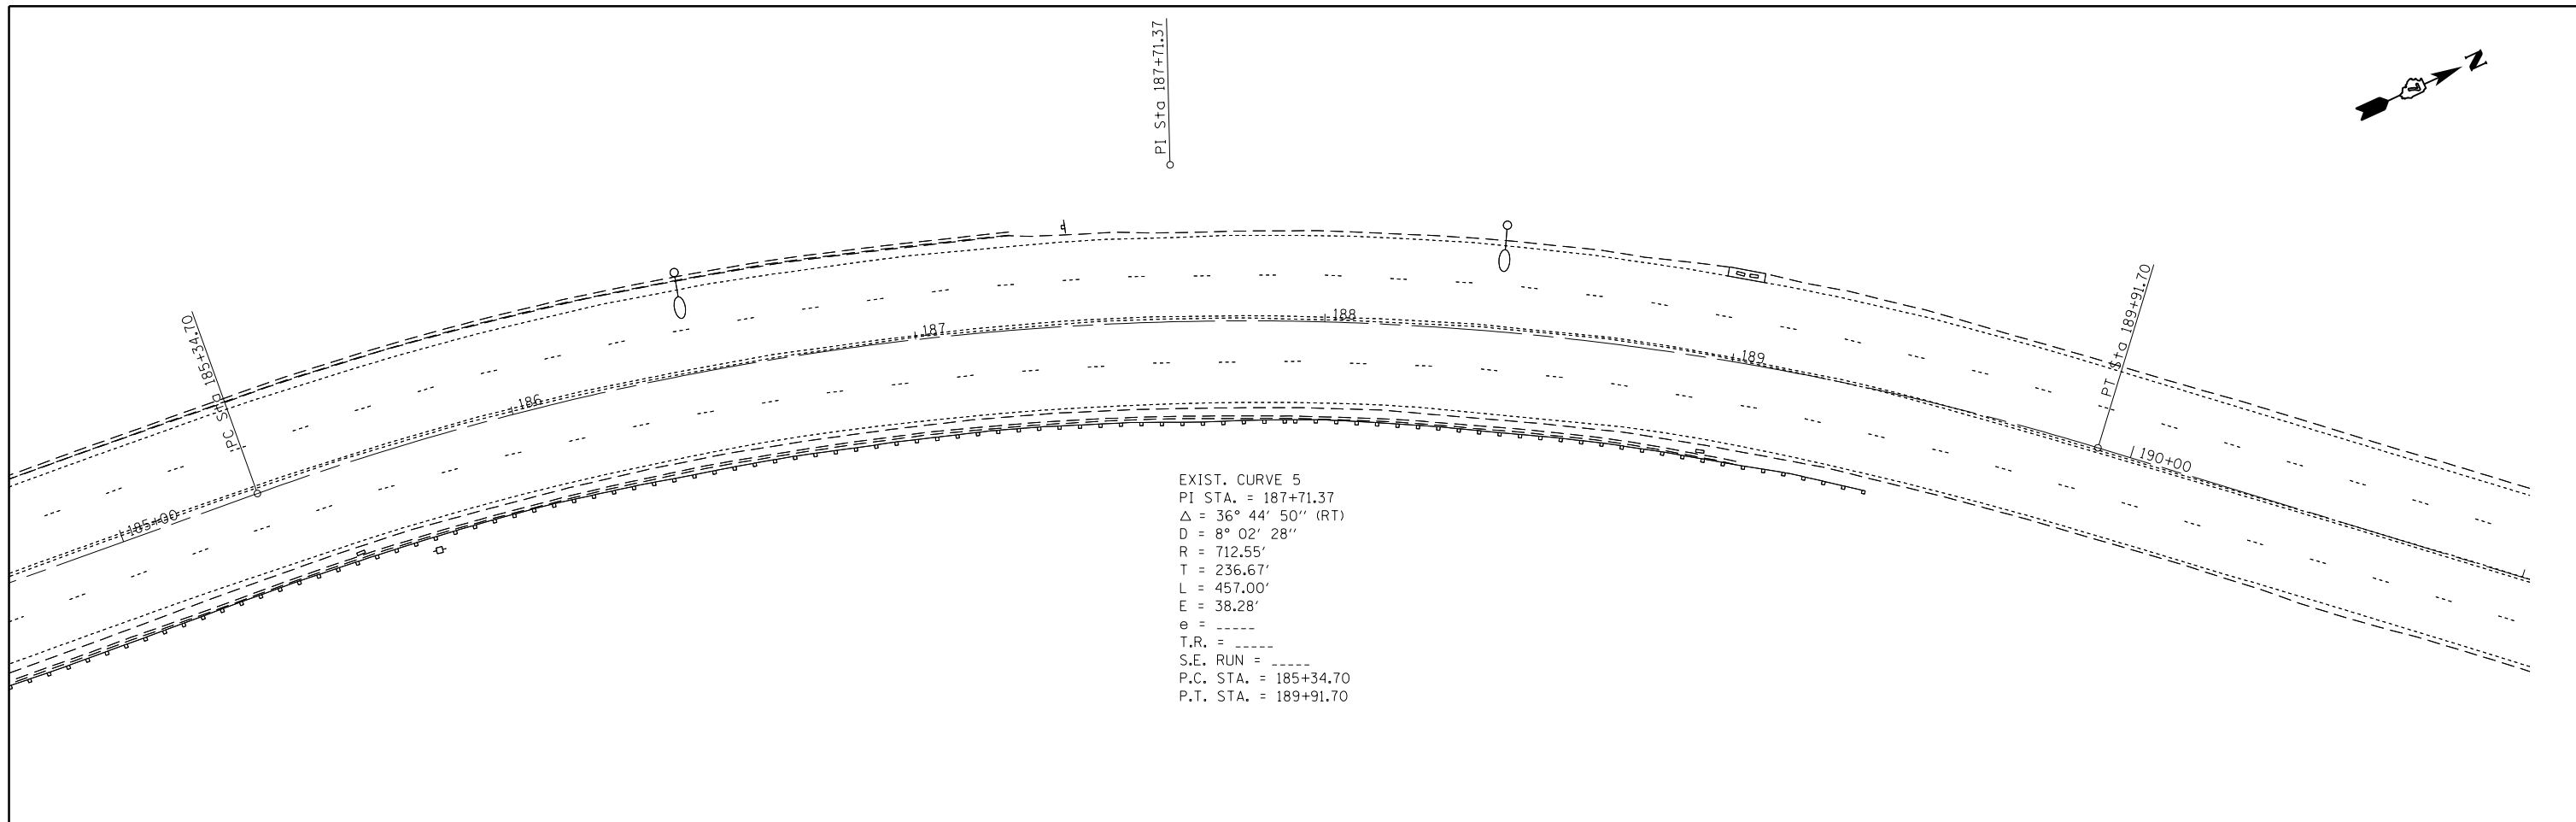 PI Sta 187+71.37
N
PC Sta 185+34.70
185+00
186
187
188
189
PT Sta 189+91.70
190+00
EXIST. CURVE 5
PI STA. = 187+71.37
Δ = 36° 44' 50'' (RT)
D = 8° 02' 28''
R = 712.55'
T = 236.67'
L = 457.00'
E = 38.28'
e = _____
T.R. = _____
S.E. RUN = _____
P.C. STA. = 185+34.70
P.T. STA. = 189+91.70